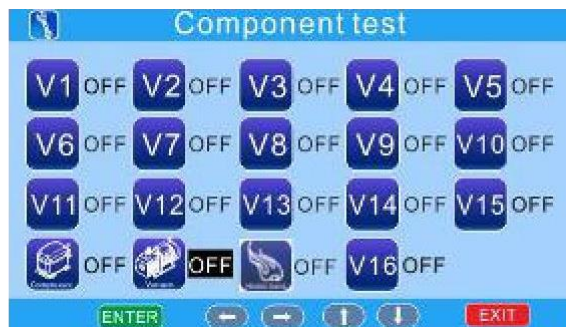 Component test
V1 OFF V2 OFF V3 OFF V4 OFF V5 OFF
V6 OFF V7 OFF V8 OFF V9 OFF V10 OFF
V11 OFF V12 OFF V13 OFF V14 OFF V15 OFF
Compressor OFF Vacuum OFF OFF V16 OFF
ENTER ← → ↑ ↓ EXIT